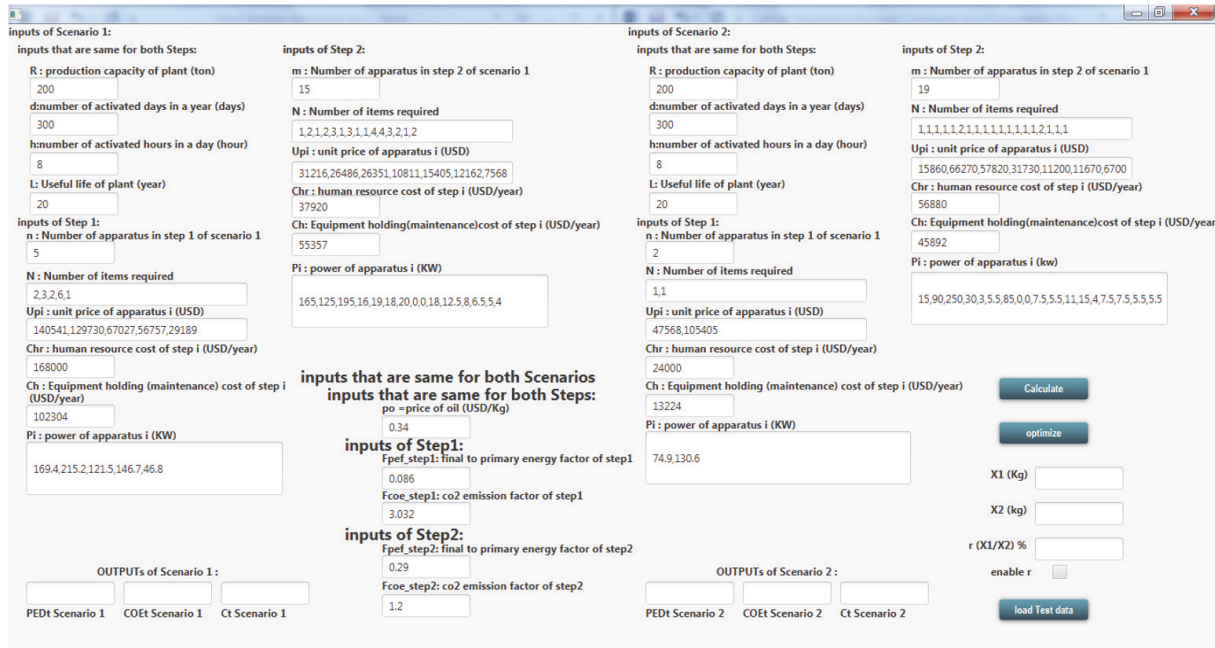 inputs of Scenario 1:
inputs that are same for both Steps:
R : production capacity of plant (ton)
200
d:number of activated days in a year (days)
300
h:number of activated hours in a day (hour)
8
L: Useful life of plant (year)
20
inputs of Step 1:
n : Number of apparatus in step 1 of scenario 1
5
N : Number of items required
2,3,2,6,1
Upi : unit price of apparatus i (USD)
140541,129730,67027,56757,29189
Chr : human resource cost of step i (USD/year)
168000
Ch : Equipment holding (maintenance) cost of step i
(USD/year)
102304
Pi : power of apparatus i (KW)
169.4,215.2,121.5,146.7,46.8
OUTPUTs of Scenario 1 :
PEDt Scenario 1
COEt Scenario 1
Ct Scenario 1
inputs of Step 2:
m : Number of apparatus in step 2 of scenario 1
15
N : Number of items required
1,2,1,2,3,1,3,1,1,4,4,3,2,1,2
Upi : unit price of apparatus i (USD)
31216,26486,26351,10811,15405,12162,7568
Chr : human resource cost of step i (USD/year)
37920
Ch: Equipment holding(maintenance)cost of step i (USD/year)
55357
Pi : power of apparatus i (KW)
165,125,195,16,19,18,20,0,0,18,12.5,8,6.5,5,4
inputs that are same for both Scenarios
inputs that are same for both Steps:
po =price of oil (USD/Kg)
0.34
inputs of Step1:
Fpef_step1: final to primary energy factor of step1
0.086
Fcoe_step1: co2 emission factor of step1
3.032
inputs of Step2:
Fpef_step2: final to primary energy factor of step2
0.29
Fcoe_step2: co2 emission factor of step2
1.2
inputs of Scenario 2:
inputs that are same for both Steps:
R : production capacity of plant (ton)
200
d:number of activated days in a year (days)
300
h:number of activated hours in a day (hour)
8
L: Useful life of plant (year)
20
inputs of Step 1:
n : Number of apparatus in step 1 of scenario 1
2
N : Number of items required
1,1
Upi : unit price of apparatus i (USD)
47568,105405
Chr : human resource cost of step i (USD/year)
24000
Ch : Equipment holding (maintenance) cost of step i (USD/year)
13224
Pi : power of apparatus i (KW)
74.9,130.6
OUTPUTs of Scenario 2 :
PEDt Scenario 2
COEt Scenario 2
Ct Scenario 2
inputs of Step 2:
m : Number of apparatus in step 2 of scenario 1
19
N : Number of items required
1,1,1,1,1,2,1,1,1,1,1,1,1,1,1,2,1,1,1
Upi : unit price of apparatus i (USD)
15860,66270,57820,31730,11200,11670,6700
Chr : human resource cost of step i (USD/year)
56880
Ch: Equipment holding(maintenance)cost of step i (USD/year
45892
Pi : power of apparatus i (kw)
15,90,250,30,3,5.5,85,0,0,7.5,5.5,11,15,4,7.5,7.5,5.5,5.5
Calculate
optimize
X1 (Kg)
X2 (kg)
r (X1/X2) %
enable r
load Test data